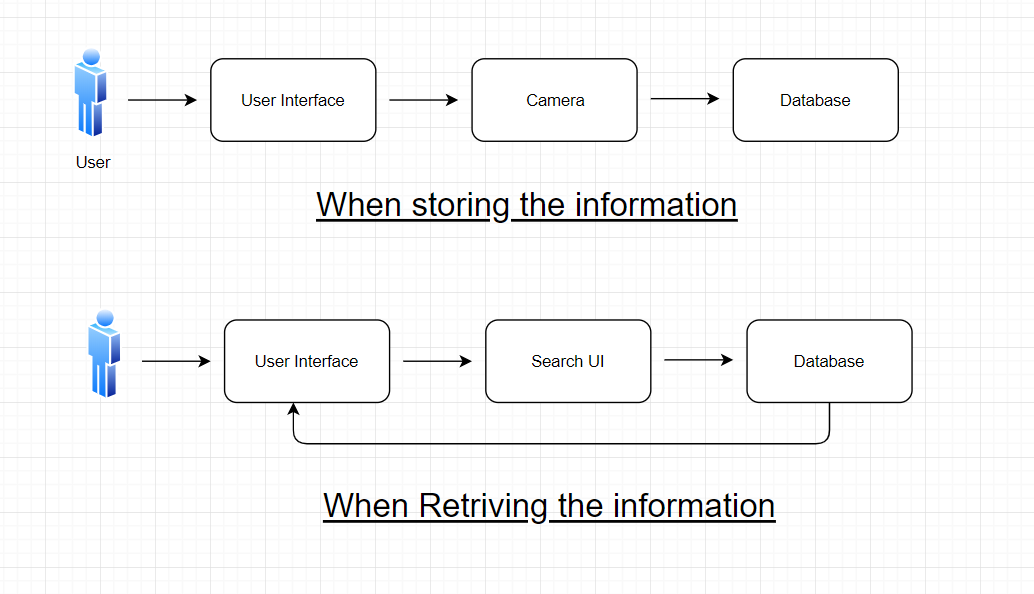 User Interface
Camera
Database
User
When storing the information
User Interface
Search UI
Database
When Retriving the information